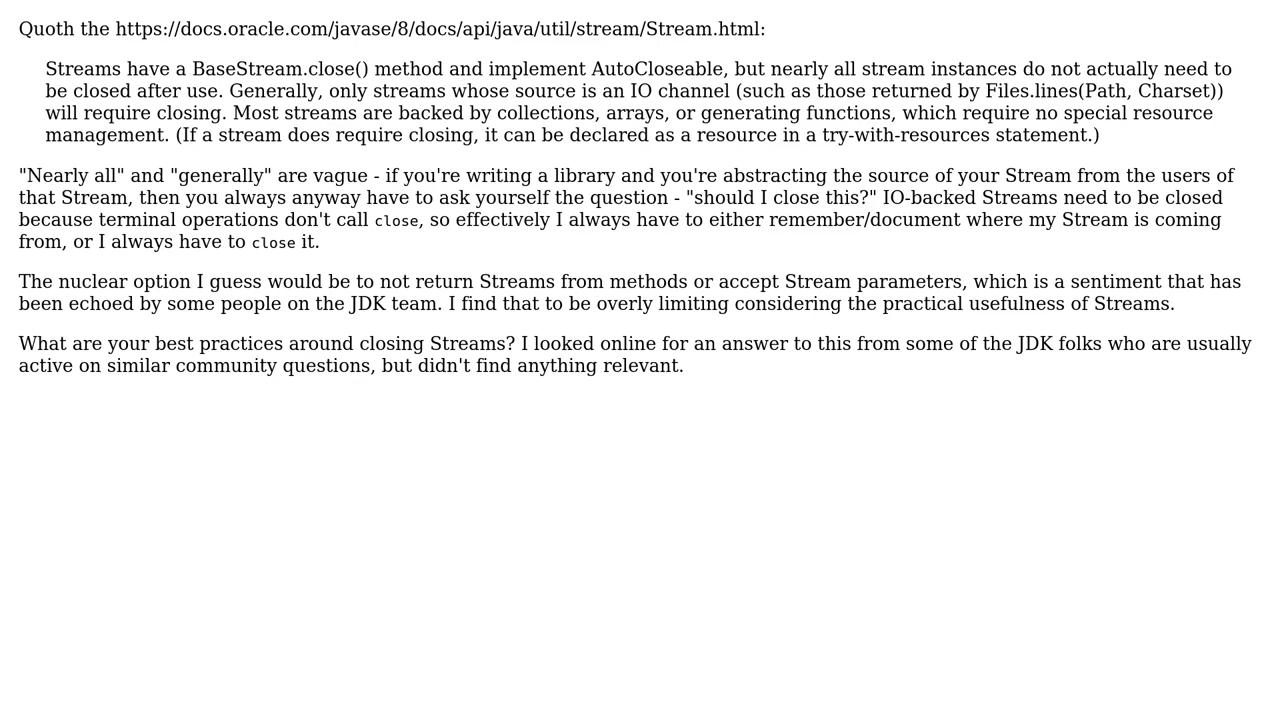 Quoth the https://docs.oracle.com/javase/8/docs/api/java/util/stream/Stream.html:
Streams have a BaseStream.close() method and implement AutoCloseable, but nearly all stream instances do not actually need to
be closed after use. Generally, only streams whose source is an IO channel (such as those returned by Files.lines(Path, Charset))
will require closing. Most streams are backed by collections, arrays, or generating functions, which require no special resource
management. (If a stream does require closing, it can be declared as a resource in a try-with-resources statement.)
"Nearly all" and "generally" are vague - if you're writing a library and you're abstracting the source of your Stream from the users of
that Stream, then you always anyway have to ask yourself the question - "should I close this?" IO-backed Streams need to be closed
because terminal operations don't call close, so effectively I always have to either remember/document where my Stream is coming
from, or I always have to close it.
The nuclear option I guess would be to not return Streams from methods or accept Stream parameters, which is a sentiment that has
been echoed by some people on the JDK team. I find that to be overly limiting considering the practical usefulness of Streams.
What are your best practices around closing Streams? I looked online for an answer to this from some of the JDK folks who are usually
active on similar community questions, but didn't find anything relevant.